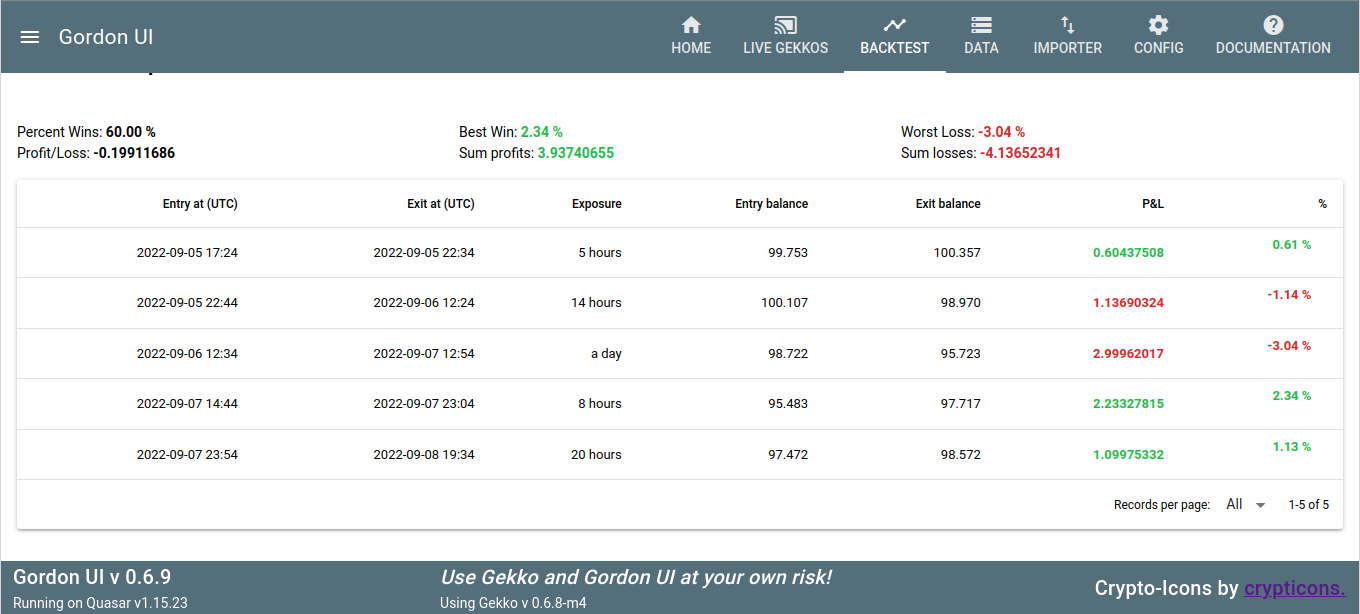 Gordon UI
HOME LIVE GEKKOS BACKTEST DATA IMPORTER CONFIG DOCUMENTATION
Percent Wins: 60.00 % Best Win: 2.34 % Worst Loss: -3.04 %
Profit/Loss: -0.19911686 Sum profits: 3.93740655 Sum losses: -4.13652341
Entry at (UTC) Exit at (UTC) Exposure Entry balance Exit balance P&L %
2022-09-05 17:24 2022-09-05 22:34 5 hours 99.753 100.357 0.60437508 0.61 %
2022-09-05 22:44 2022-09-06 12:24 14 hours 100.107 98.970 1.13690324 -1.14 %
2022-09-06 12:34 2022-09-07 12:54 a day 98.722 95.723 2.99962017 -3.04 %
2022-09-07 14:44 2022-09-07 23:04 8 hours 95.483 97.717 2.23327815 2.34 %
2022-09-07 23:54 2022-09-08 19:34 20 hours 97.472 98.572 1.09975332 1.13 %
Records per page: All 1-5 of 5
Gordon UI v 0.6.9 Use Gekko and Gordon UI at your own risk! Crypto-Icons by crypticons.
Running on Quasar v1.15.23 Using Gekko v 0.6.8-m4